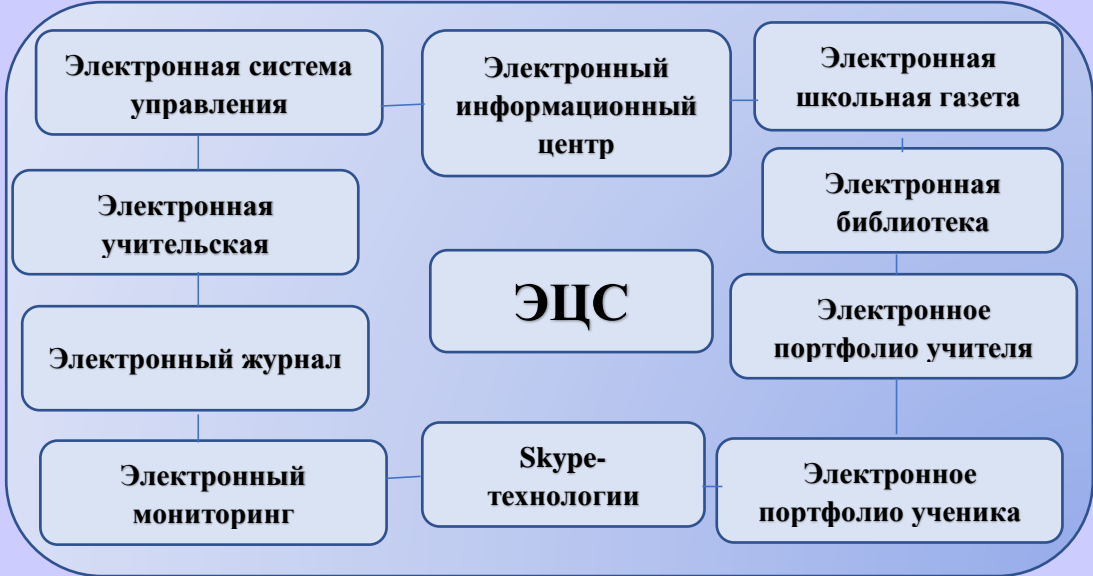 Электронная система
управления
Электронный
информационный
центр
Электронная
школьная газета
Электронная
учительская
Электронная
библиотека
ЭЦС
Электронный журнал
Электронное
портфолио учителя
Электронный
мониторинг
Skype-
технологии
Электронное
портфолио ученика